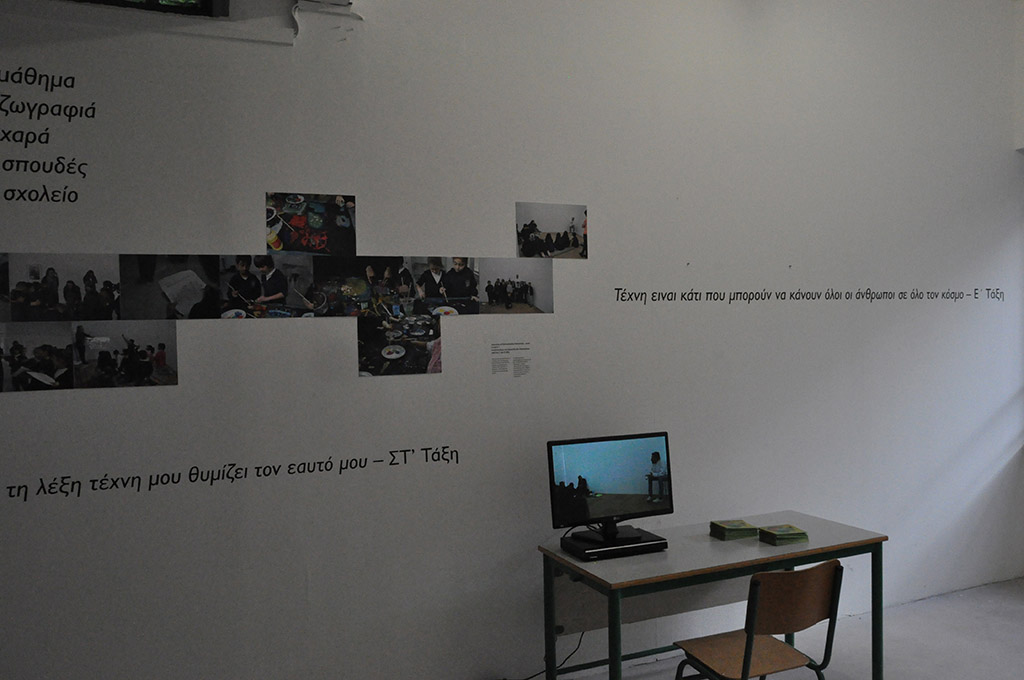 μάθημα
ζωγραφιά
χαρά
σπουδές
σχολείο
Τέχνη ειναι κάτι που μπορούν να κάνουν όλοι οι άνθρωποι σε όλο τον κόσμο – Ε΄ Τάξη
τη λέξη τέχνη μου θυμίζει τον εαυτό μου – ΣΤ' Τάξη